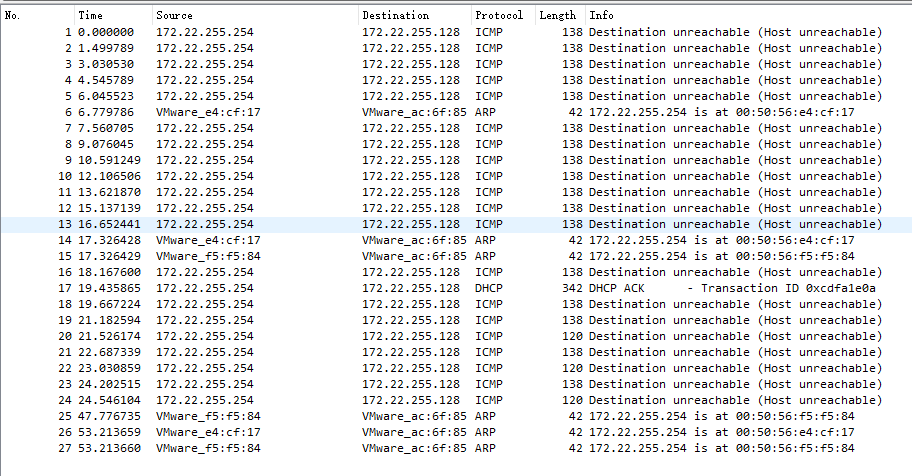 No. Time Source Destination Protocol Length Info
1 0.000000 172.22.255.254 172.22.255.128 ICMP 138 Destination unreachable (Host unreachable)
2 1.499789 172.22.255.254 172.22.255.128 ICMP 138 Destination unreachable (Host unreachable)
3 3.030530 172.22.255.254 172.22.255.128 ICMP 138 Destination unreachable (Host unreachable)
4 4.545789 172.22.255.254 172.22.255.128 ICMP 138 Destination unreachable (Host unreachable)
5 6.045523 172.22.255.254 172.22.255.128 ICMP 138 Destination unreachable (Host unreachable)
6 6.779786 VMware_e4:cf:17 VMware_ac:6f:85 ARP 42 172.22.255.254 is at 00:50:56:e4:cf:17
7 7.560705 172.22.255.254 172.22.255.128 ICMP 138 Destination unreachable (Host unreachable)
8 9.076045 172.22.255.254 172.22.255.128 ICMP 138 Destination unreachable (Host unreachable)
9 10.591249 172.22.255.254 172.22.255.128 ICMP 138 Destination unreachable (Host unreachable)
10 12.106506 172.22.255.254 172.22.255.128 ICMP 138 Destination unreachable (Host unreachable)
11 13.621870 172.22.255.254 172.22.255.128 ICMP 138 Destination unreachable (Host unreachable)
12 15.137139 172.22.255.254 172.22.255.128 ICMP 138 Destination unreachable (Host unreachable)
13 16.652441 172.22.255.254 172.22.255.128 ICMP 138 Destination unreachable (Host unreachable)
14 17.326428 VMware_e4:cf:17 VMware_ac:6f:85 ARP 42 172.22.255.254 is at 00:50:56:e4:cf:17
15 17.326429 VMware_f5:f5:84 VMware_ac:6f:85 ARP 42 172.22.255.254 is at 00:50:56:f5:f5:84
16 18.167600 172.22.255.254 172.22.255.128 ICMP 138 Destination unreachable (Host unreachable)
17 19.435865 172.22.255.254 172.22.255.128 DHCP 342 DHCP ACK - Transaction ID 0xcdfa1e0a
18 19.667224 172.22.255.254 172.22.255.128 ICMP 138 Destination unreachable (Host unreachable)
19 21.182594 172.22.255.254 172.22.255.128 ICMP 138 Destination unreachable (Host unreachable)
20 21.526174 172.22.255.254 172.22.255.128 ICMP 120 Destination unreachable (Host unreachable)
21 22.687339 172.22.255.254 172.22.255.128 ICMP 138 Destination unreachable (Host unreachable)
22 23.030859 172.22.255.254 172.22.255.128 ICMP 120 Destination unreachable (Host unreachable)
23 24.202515 172.22.255.254 172.22.255.128 ICMP 138 Destination unreachable (Host unreachable)
24 24.546104 172.22.255.254 172.22.255.128 ICMP 120 Destination unreachable (Host unreachable)
25 47.776735 VMware_f5:f5:84 VMware_ac:6f:85 ARP 42 172.22.255.254 is at 00:50:56:f5:f5:84
26 53.213659 VMware_e4:cf:17 VMware_ac:6f:85 ARP 42 172.22.255.254 is at 00:50:56:e4:cf:17
27 53.213660 VMware_f5:f5:84 VMware_ac:6f:85 ARP 42 172.22.255.254 is at 00:50:56:f5:f5:84